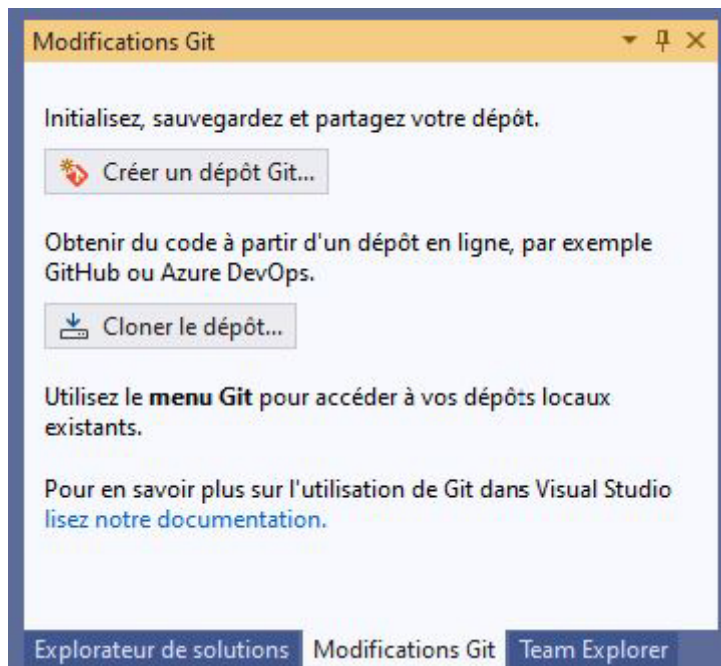 Modifications Git
Initialisez, sauvegardez et partagez votre dépôt.
Créer un dépôt Git...
Obtenir du code à partir d'un dépôt en ligne, par exemple
GitHub ou Azure DevOps.
Cloner le dépôt...
Utilisez le menu Git pour accéder à vos dépôts locaux
existants.
Pour en savoir plus sur l'utilisation de Git dans Visual Studio
lisez notre documentation.
Explorateur de solutions Modifications Git Team Explorer